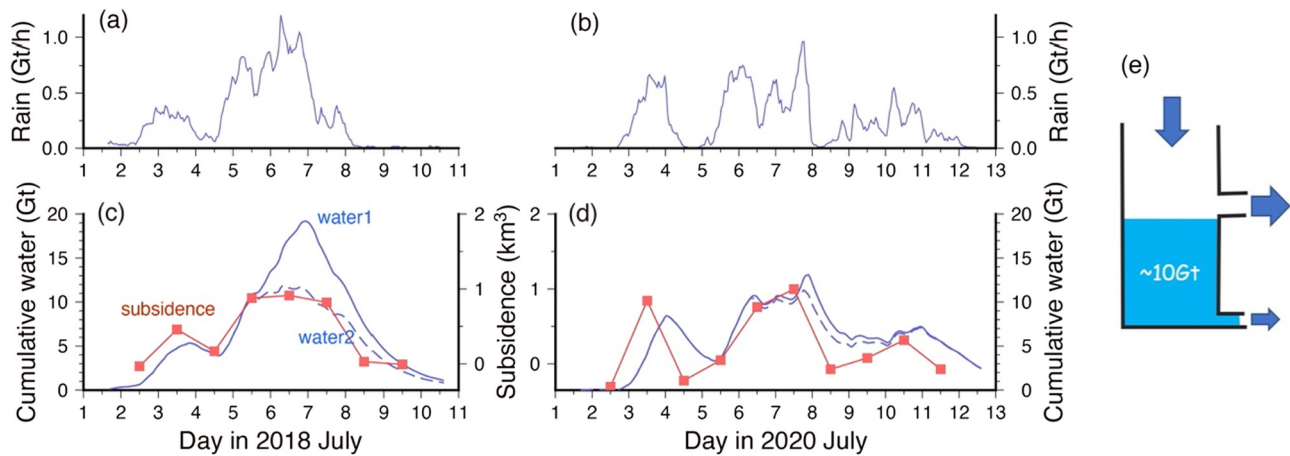 (a)
Rain (Gt/h)
1.0
0.5
0.0
1 2 3 4 5 6 7 8 9 10 11
(b)
Rain (Gt/h)
1.0
0.5
0.0
1 2 3 4 5 6 7 8 9 10 11 12 13
(c)
Cumulative water (Gt)
20
15
10
5
0
water1
subsidence
water2
2
1
0
Subsidence (km³)
1 2 3 4 5 6 7 8 9 10 11
Day in 2018 July
(d)
2
1
0
20
15
10
5
0
Cumulative water (Gt)
1 2 3 4 5 6 7 8 9 10 11 12 13
Day in 2020 July
(e)
~10Gt